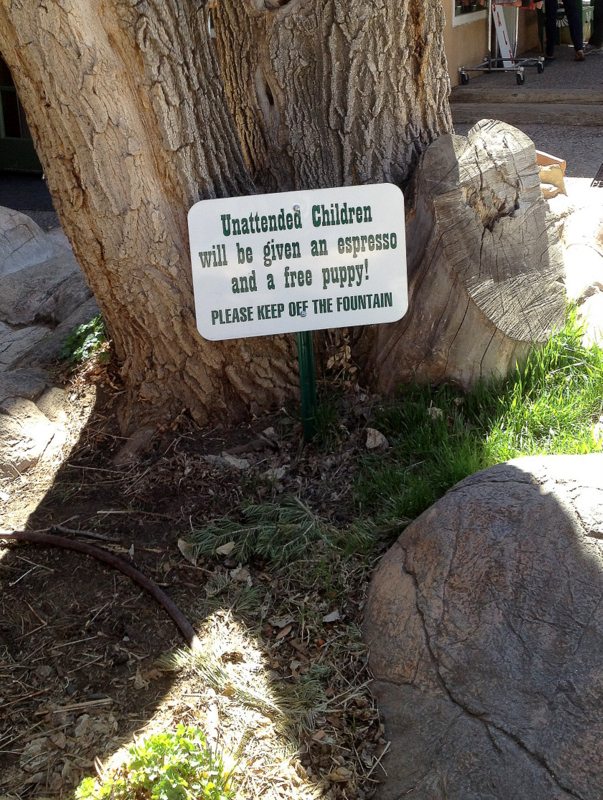 Unattended Children
will be given an espresso
and a free puppy!
PLEASE KEEP OFF THE FOUNTAIN